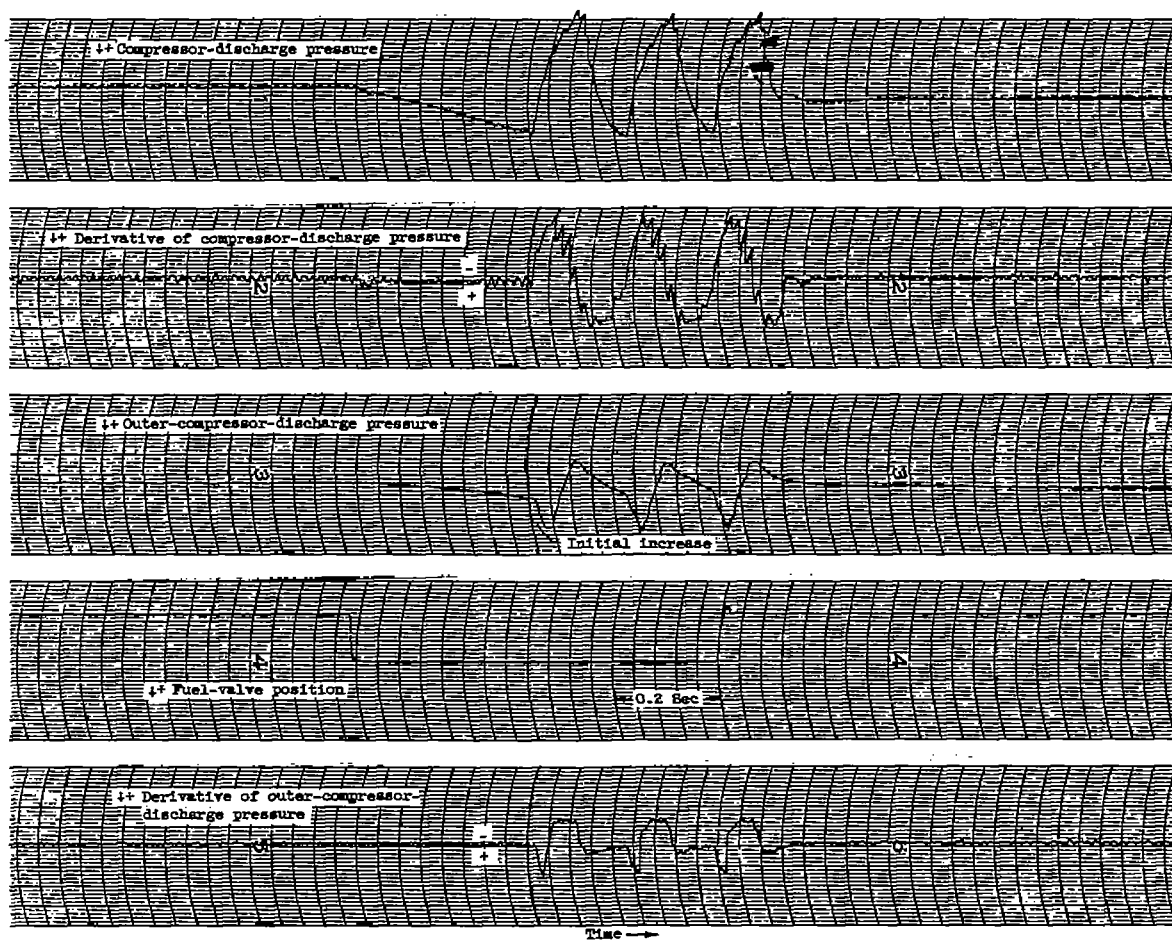 ↓+ Compressor-discharge pressure
↓+ Derivative of compressor-discharge pressure
-
+
2
2
↓+ Outer-compressor-discharge pressure
3
3
Initial increase
4
4
↓+ Fuel-valve position
0.2 Sec
↓+ Derivative of outer-compressor-
discharge pressure
-
+
5
Time →